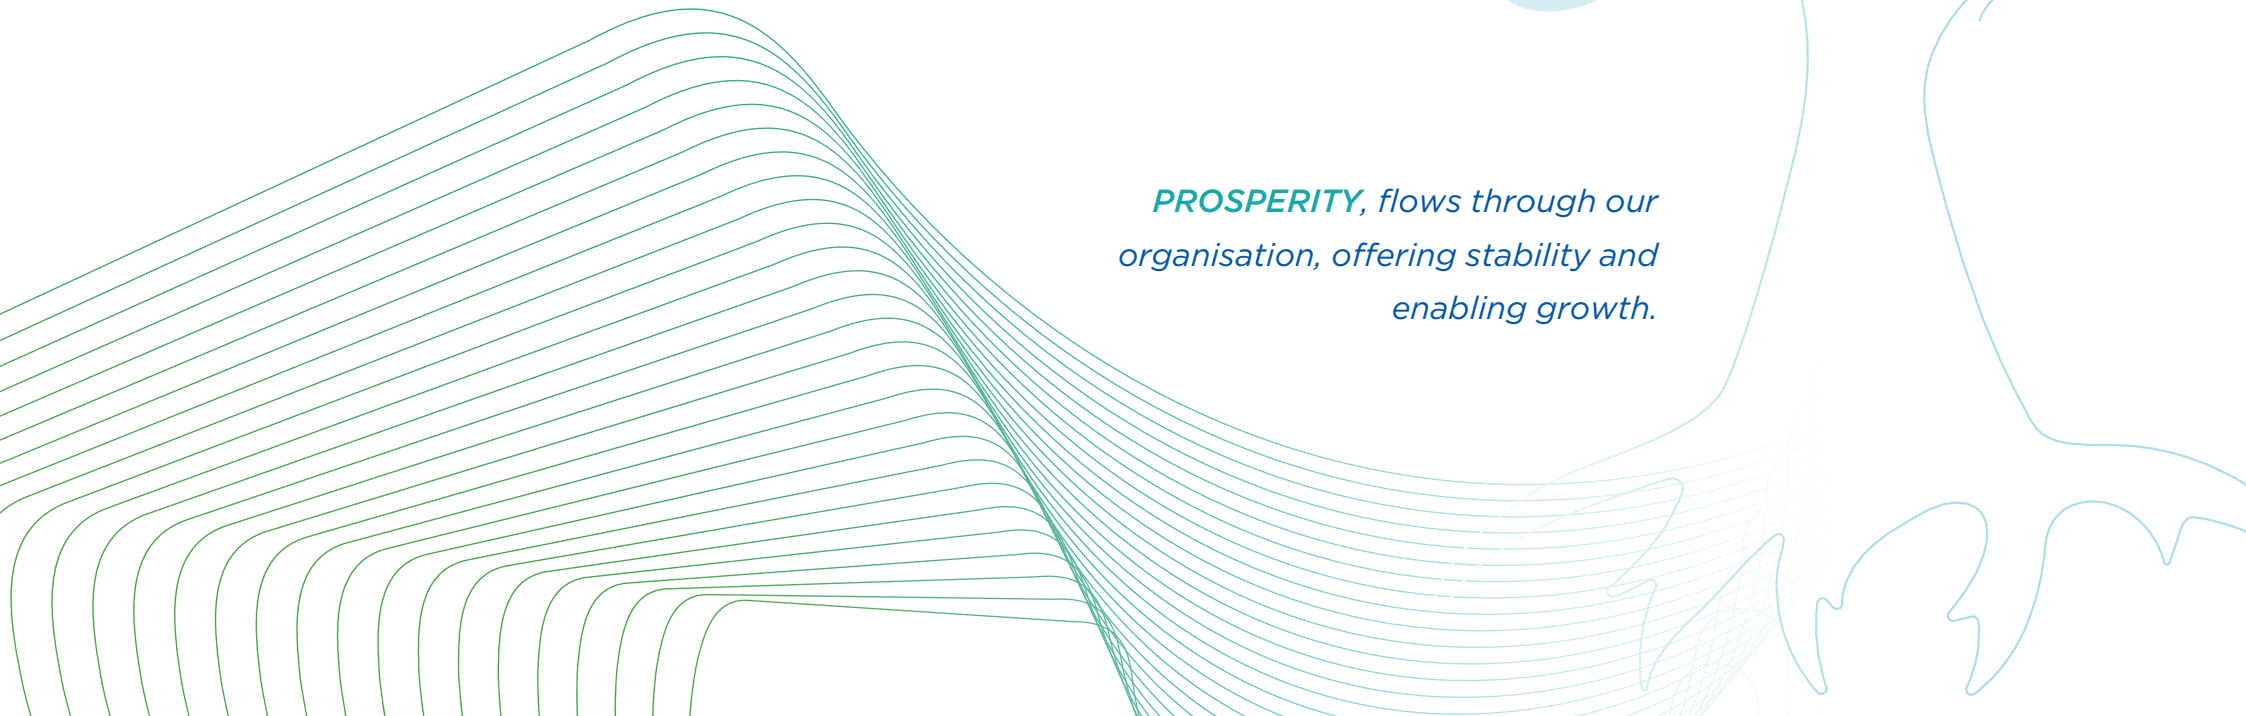 PROSPERITY, flows through our
organisation, offering stability and
enabling growth.